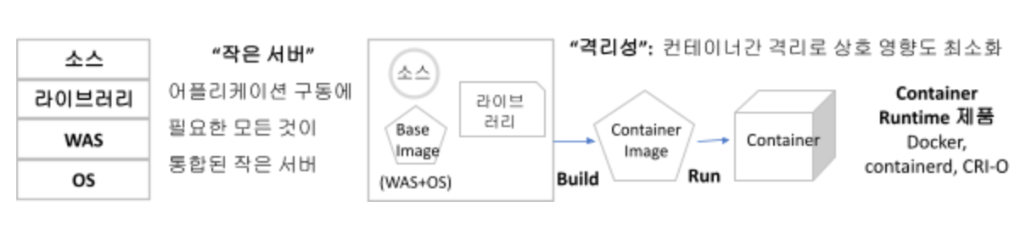 소스
라이브러리
WAS
OS
“작은 서버”
어플리케이션 구동에
필요한 모든 것이
통합된 작은 서버
소스
라이브
러리
Base
Image
(WAS+OS)
Build
“격리성”: 컨테이너간 격리로 상호 영향도 최소화
Container
Image
Run
Container
Container
Runtime 제품
Docker,
containerd, CRI-O